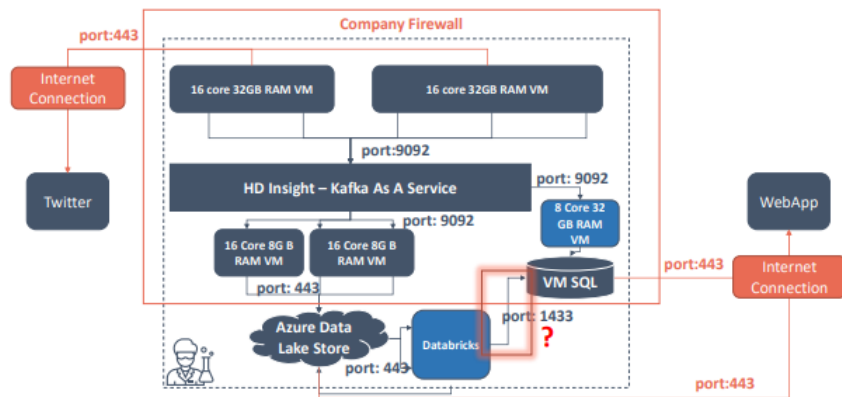 Company Firewall
port:443
Internet
Connection
16 core 32GB RAM VM
16 core 32GB RAM VM
port:9092
HD Insight – Kafka As A Service
port: 9092
Twitter
WebApp
8 Core 32
GB RAM
VM
port: 9092
16 Core 8G B
RAM VM
16 Core 8G B
RAM VM
port: 443
VM SQL
port:443
Internet
Connection
port: 1433
?
Azure Data
Lake Store
Databricks
port: 443
port:443